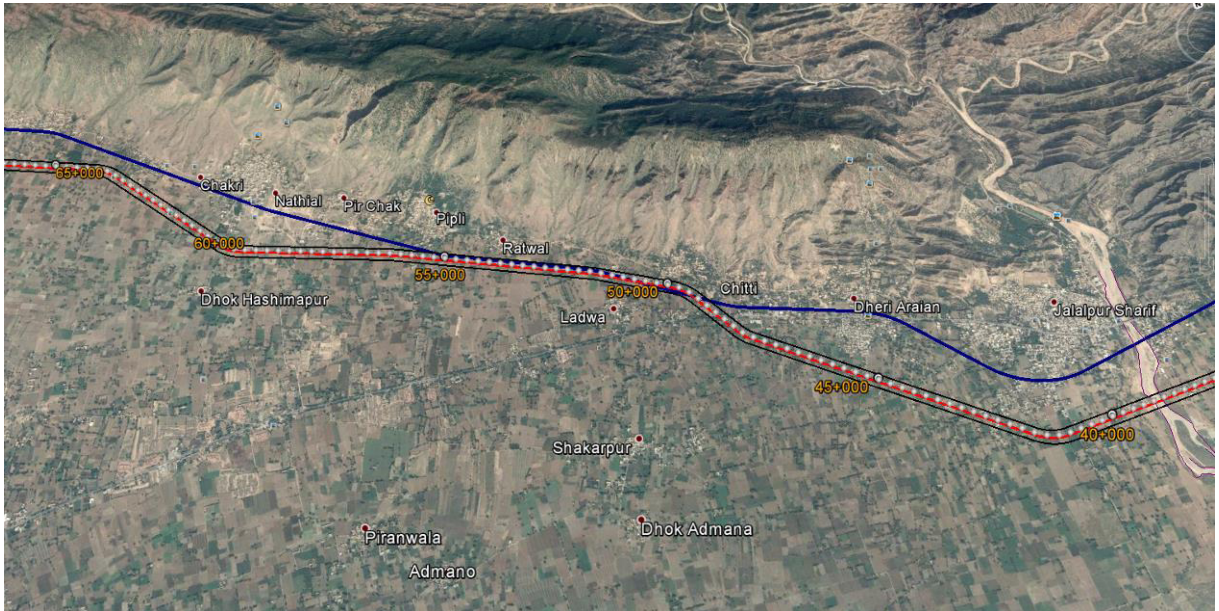 65+000
Chakri
Nathial
Pir Chak
Pipli
Ratwal
60+000
55+000
50+000
Chitti
Dhok Hashimapur
Ladwa
Dheri Araian
Jalalpur Sharif
45+000
40+000
Shakarpur
Piranwala
Dhok Admana
Admano